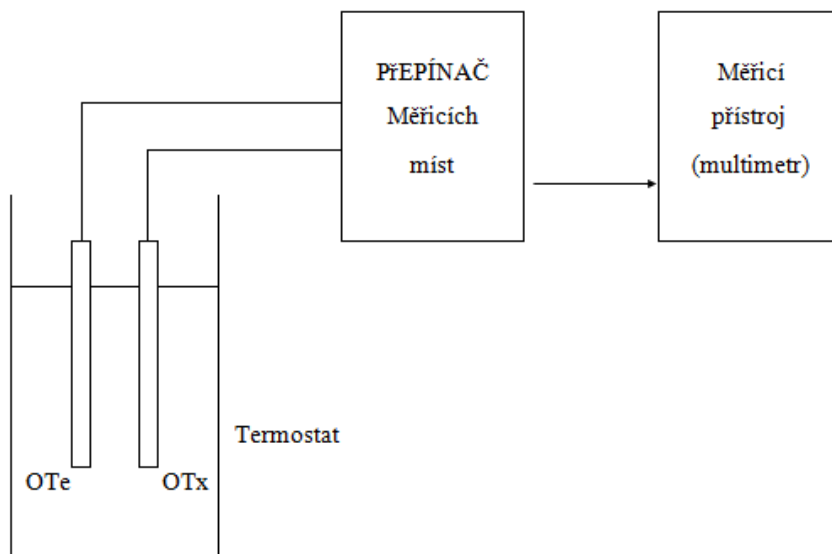 PřEPÍNAČ
Měřicích
míst
Měřicí
přístroj
(multimetr)
Termostat
OTe
OTx